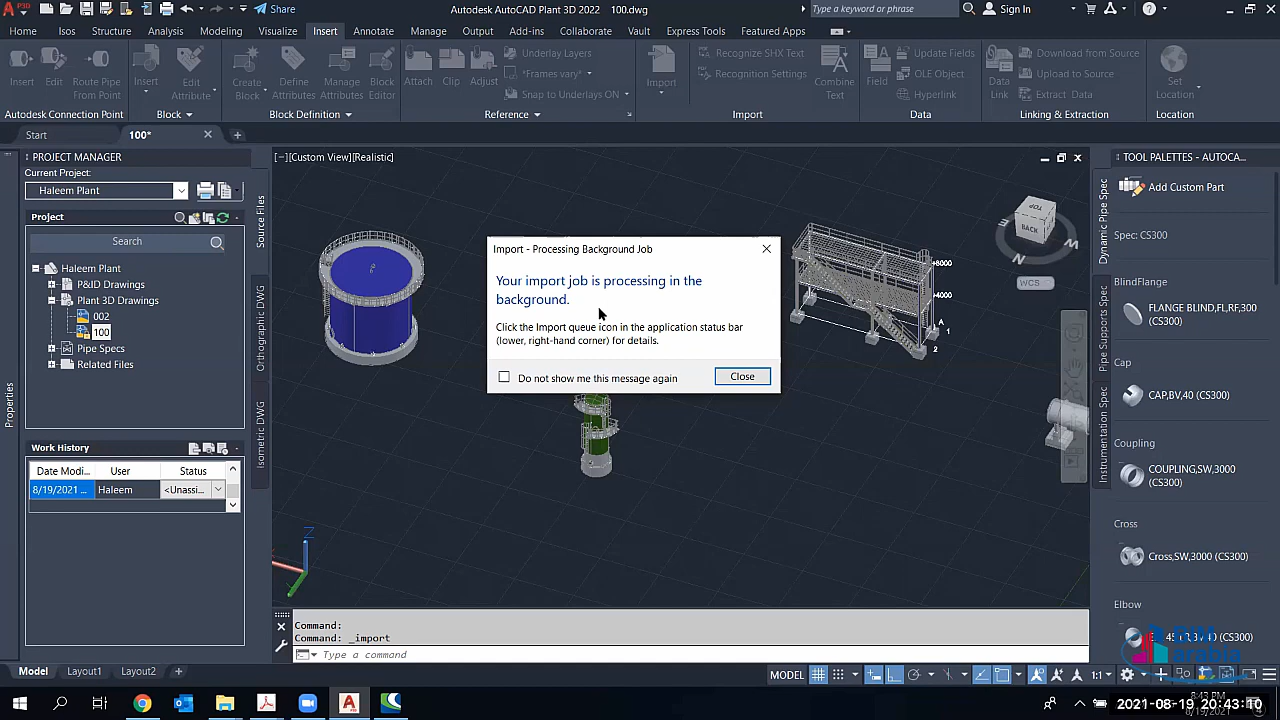 Share
Autodesk AutoCAD Plant 3D 2022 100.dwg
Type a keyword or phrase
Sign In
Home Isos Structure Analysis Modeling Visualize Insert Annotate Manage Output Add-ins Collaborate Vault Express Tools Featured Apps
Insert
Edit
Route Pipe
From Point
Insert
Edit
Attribute
Create
Block
Define
Attributes
Manage
Attributes
Block
Editor
Attach
Clip
Adjust
Underlay Layers
*Frames vary*
Snap to Underlays ON
Import
Recognize SHX Text
Recognition Settings
Combine
Text
Field
Update Fields
OLE Object
Hyperlink
Data
Link
Download from Source
Upload to Source
Extract Data
Set
Location
Autodesk Connection Point
Block
Block Definition
Reference
Import
Data
Linking & Extraction
Location
Start
100*
PROJECT MANAGER
Current Project:
Haleem Plant
Project
Search
Haleem Plant
P&ID Drawings
Plant 3D Drawings
002
100
Pipe Specs
Related Files
Source Files
Orthographic DWG
Isometric DWG
Properties
Work History
Date Modi...
User
Status
8/19/2021 ...
Haleem
<Unassi...
[−][Custom View][Realistic]
TOP
BACK
E
W
N
WCS
+8000
+4000
A
1
2
Z
Import - Processing Background Job
Your import job is processing in the
background.
Click the Import queue icon in the application status bar
(lower, right-hand corner) for details.
Do not show me this message again
Close
TOOL PALETTES - AUTOCA...
Dynamic Pipe Spec
Pipe Supports Spec
Instrumentation Spec
Add Custom Part
Spec: CS300
BlindFlange
FLANGE BLIND,FL,RF,300
(CS300)
Cap
CAP,BV,40 (CS300)
Coupling
COUPLING,SW,3000
(CS300)
Cross
Cross,SW,3000 (CS300)
Elbow
(CS300)
BIM
arabia
Command:
Command: _import
Type a command
Model
Layout1
Layout2
MODEL
1:1
8:43 PM
2021-08-19 20:43:10